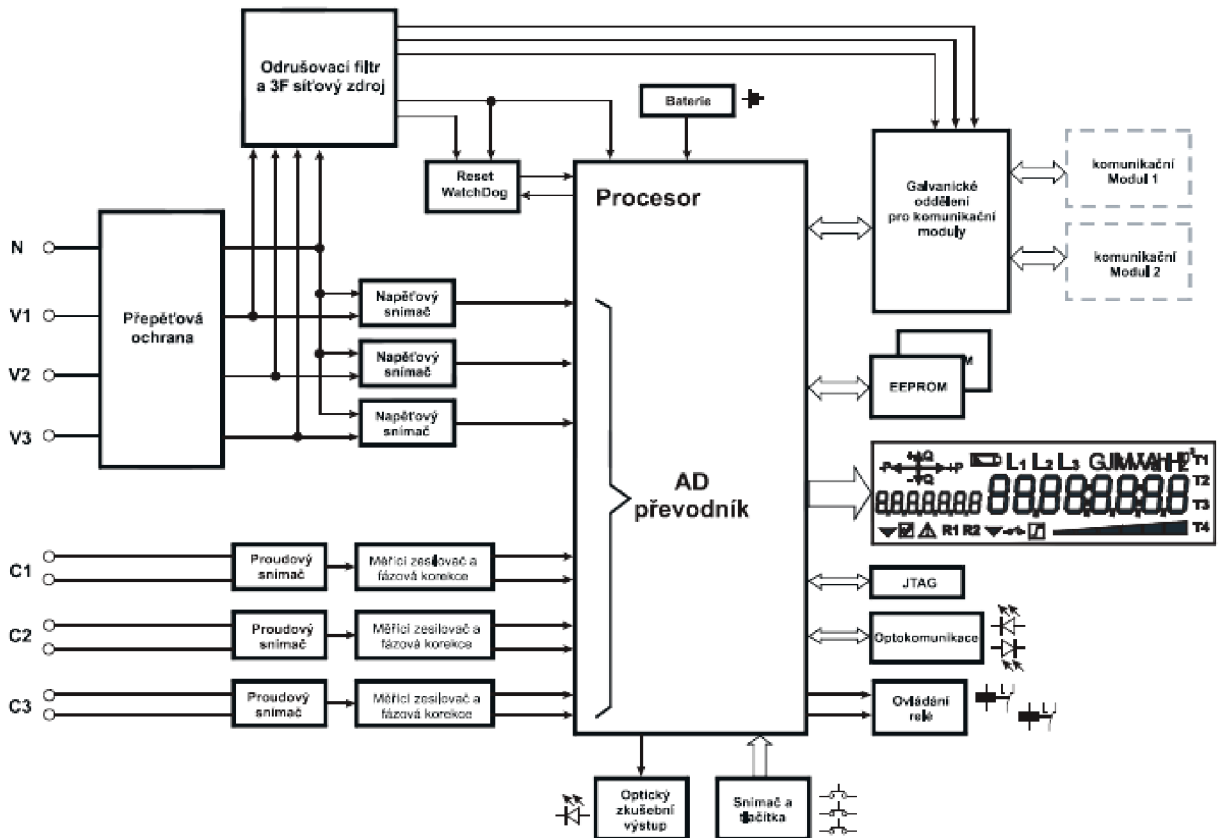 Odrušovací filtr
a 3F síťový zdroj
Baterie
Reset
WatchDog
Procesor
Galvanické
oddělení
pro komunikační
moduly
komunikační
Modul 1
komunikační
Modul 2
N
V1
V2
V3
Přepěťová
ochrana
Napěťový
snímač
Napěťový
snímač
Napěťový
snímač
M
EEPROM
AD
převodník
+Q
-P
+P
-Q
L1 L2 L3
T1
T2
T3
T4
R1 R2
C1
C2
C3
Proudový
snímač
Měřící zesilovač a
fázová korekce
Proudový
snímač
Měřící zesilovač a
fázová korekce
Proudový
snímač
Měřící zesilovač a
fázová korekce
JTAG
Optokomunikace
Ovládání
relé
Optický
zkušební
výstup
Snímač a
tlačítka